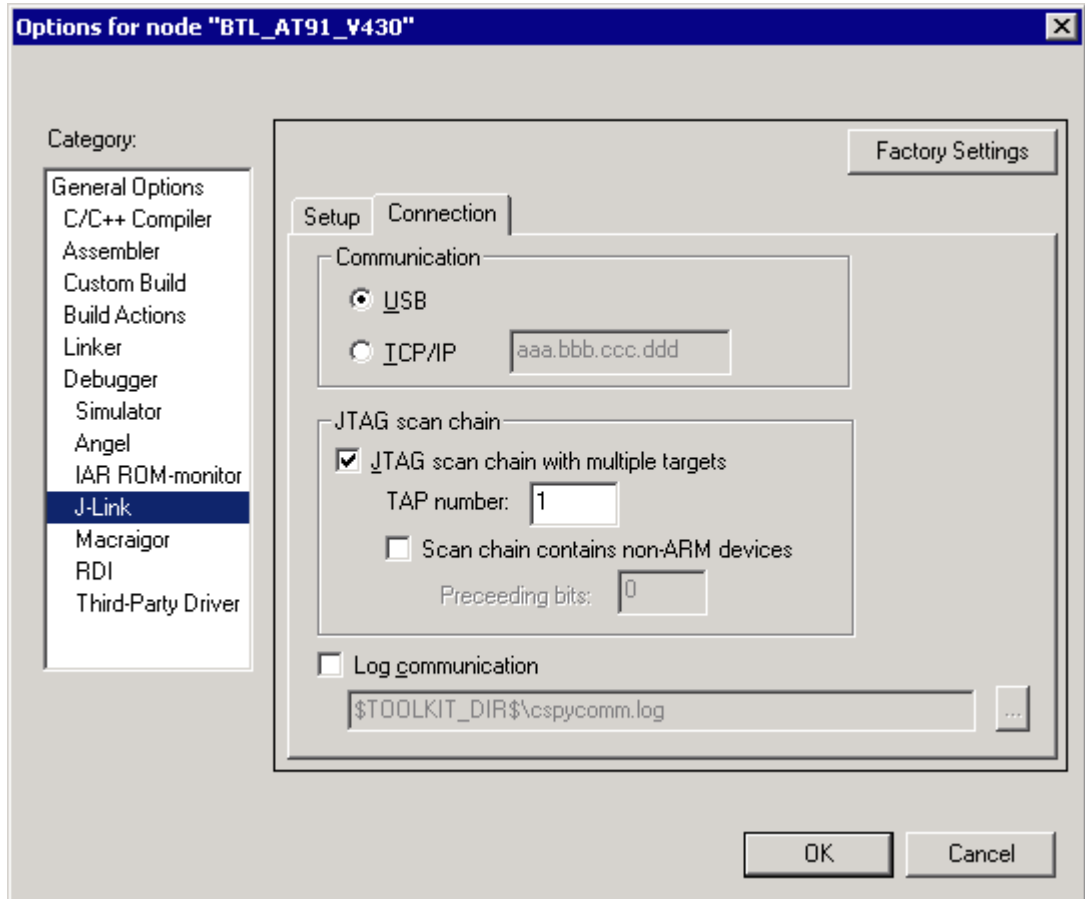 Options for node "BTL_AT91_V430"
Category:
General Options
C/C++ Compiler
Assembler
Custom Build
Build Actions
Linker
Debugger
Simulator
Angel
IAR ROM-monitor
J-Link
Macraigor
RDI
Third-Party Driver
Factory Settings
Setup Connection
Communication
USB
TCP/IP aaa.bbb.ccc.ddd
JTAG scan chain
JTAG scan chain with multiple targets
TAP number: 1
Scan chain contains non-ARM devices
Preceeding bits: 0
Log communication
$TOOLKIT_DIR$\cspycomm.log ...
OK Cancel